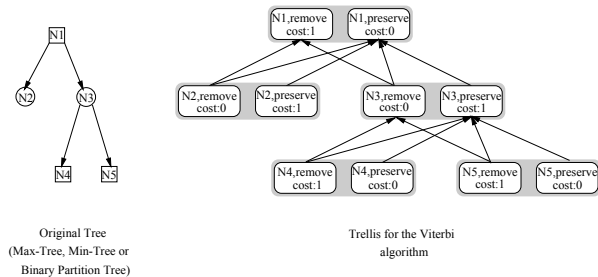 N1
N2
N3
N4
N5
Original Tree
(Max-Tree, Min-Tree or
Binary Partition Tree)
N1,remove
cost:1
N1,preserve
cost:0
N2,remove
cost:0
N2,preserve
cost:1
N3,remove
cost:0
N3,preserve
cost:1
N4,remove
cost:1
N4,preserve
cost:0
N5,remove
cost:1
N5,preserve
cost:0
Trellis for the Viterbi
algorithm